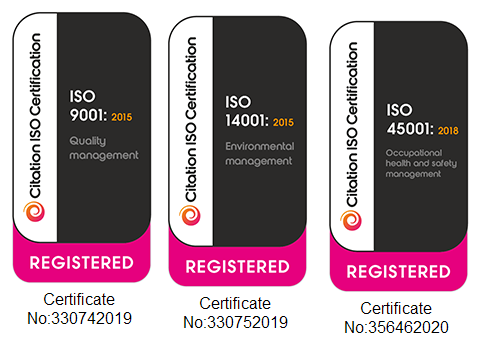 Citation ISO Certification
ISO
9001: 2015
Quality
management
REGISTERED
Certificate
No:330742019
Citation ISO Certification
ISO
14001: 2015
Environmental
management
REGISTERED
Certificate
No:330752019
Citation ISO Certification
ISO
45001: 2018
Occupational
health and safety
management
REGISTERED
Certificate
No:356462020